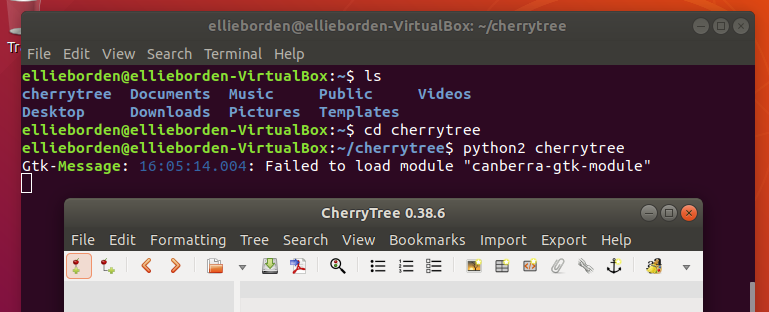 ellieborden@ellieborden-VirtualBox: ~/cherrytree
File Edit View Search Terminal Help
ellieborden@ellieborden-VirtualBox:~$ ls
cherrytree Documents Music Public Videos
Desktop Downloads Pictures Templates
ellieborden@ellieborden-VirtualBox:~$ cd cherrytree
ellieborden@ellieborden-VirtualBox:~/cherrytree$ python2 cherrytree
Gtk-Message: 16:05:14.004: Failed to load module "canberra-gtk-module"
CherryTree 0.38.6
File Edit Formatting Tree Search View Bookmarks Import Export Help